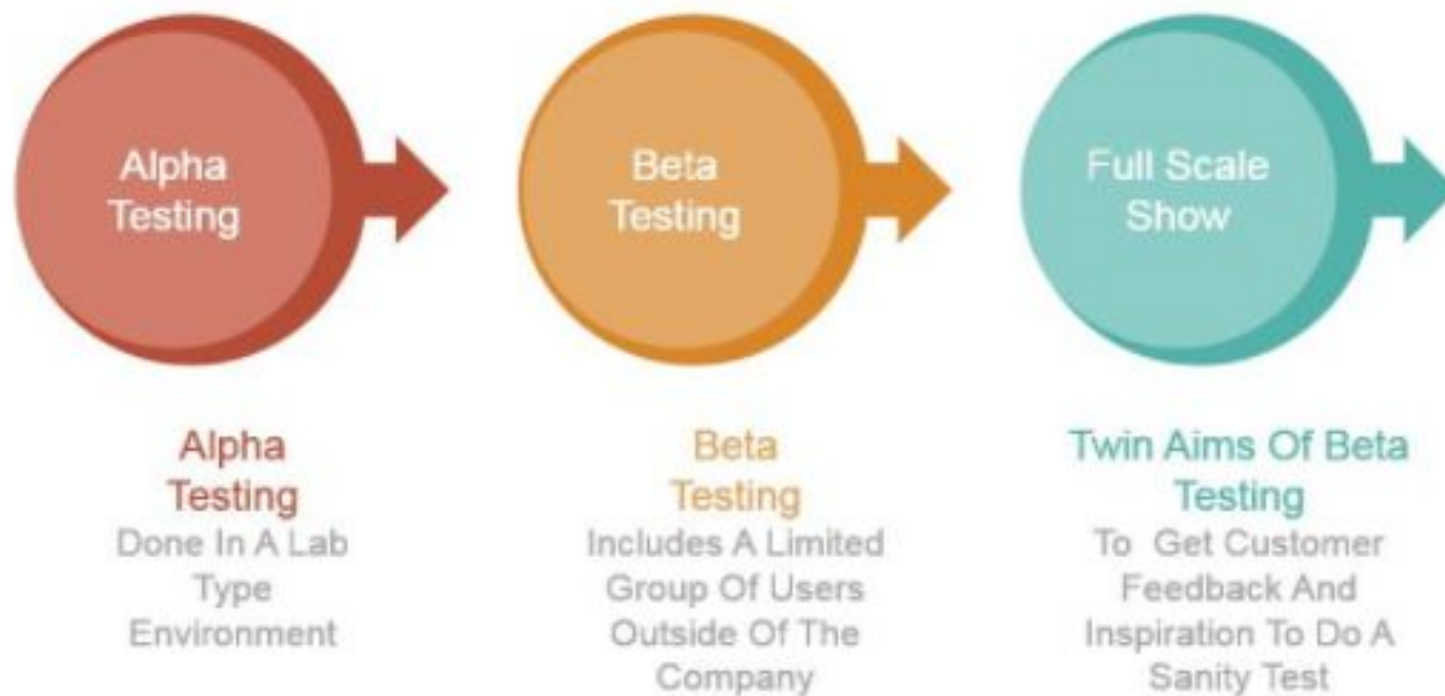 Alpha
Testing
Beta
Testing
Full Scale
Show
Alpha
Testing
Done In A Lab
Type
Environment
Beta
Testing
Includes A Limited
Group Of Users
Outside Of The
Company
Twin Aims Of Beta
Testing
To Get Customer
Feedback And
Inspiration To Do A
Sanity Test